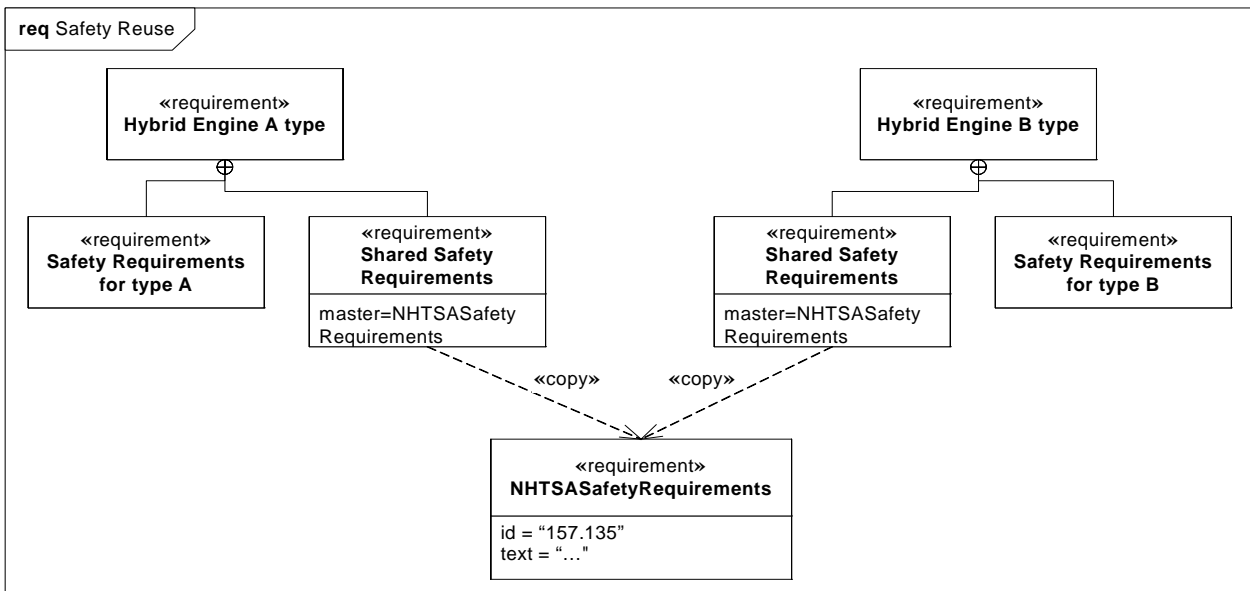 req Safety Reuse
«requirement»
Hybrid Engine A type
«requirement»
Hybrid Engine B type
«requirement»
Safety Requirements
for type A
«requirement»
Shared Safety
Requirements
master=NHTSASafety
Requirements
«requirement»
Shared Safety
Requirements
master=NHTSASafety
Requirements
«requirement»
Safety Requirements
for type B
«copy»
«copy»
«requirement»
NHTSASafetyRequirements
id = “157.135”
text = “…"